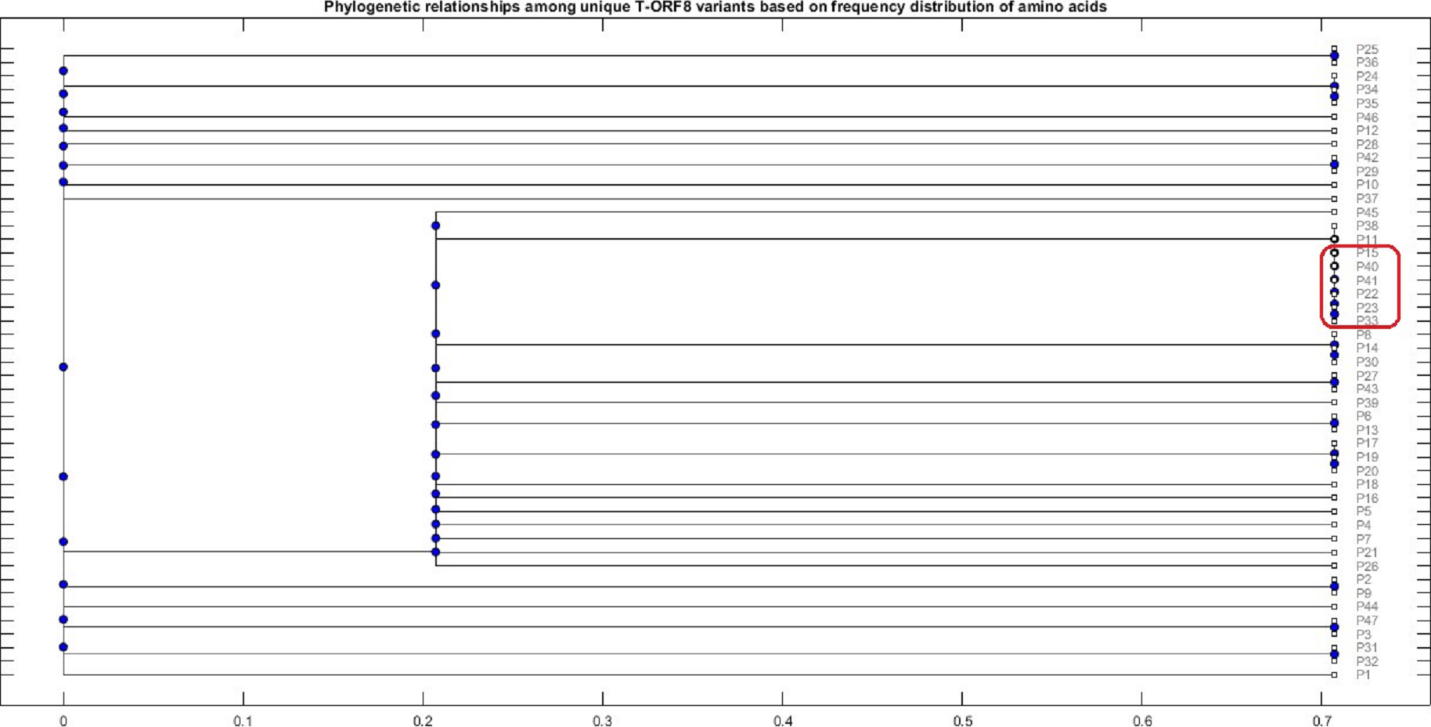 Phylogenetic relationships among unique T-ORF8 variants based on frequency distribution of amino acids
P25
P36
P24
P34
P35
P46
P12
P28
P42
P29
P10
P37
P45
P38
P11
P15
P40
P41
P22
P23
P33
P8
P14
P30
P27
P43
P39
P6
P13
P17
P19
P20
P18
P16
P5
P4
P7
P21
P26
P2
P9
P44
P47
P3
P31
P32
P1
0 0.1 0.2 0.3 0.4 0.5 0.6 0.7